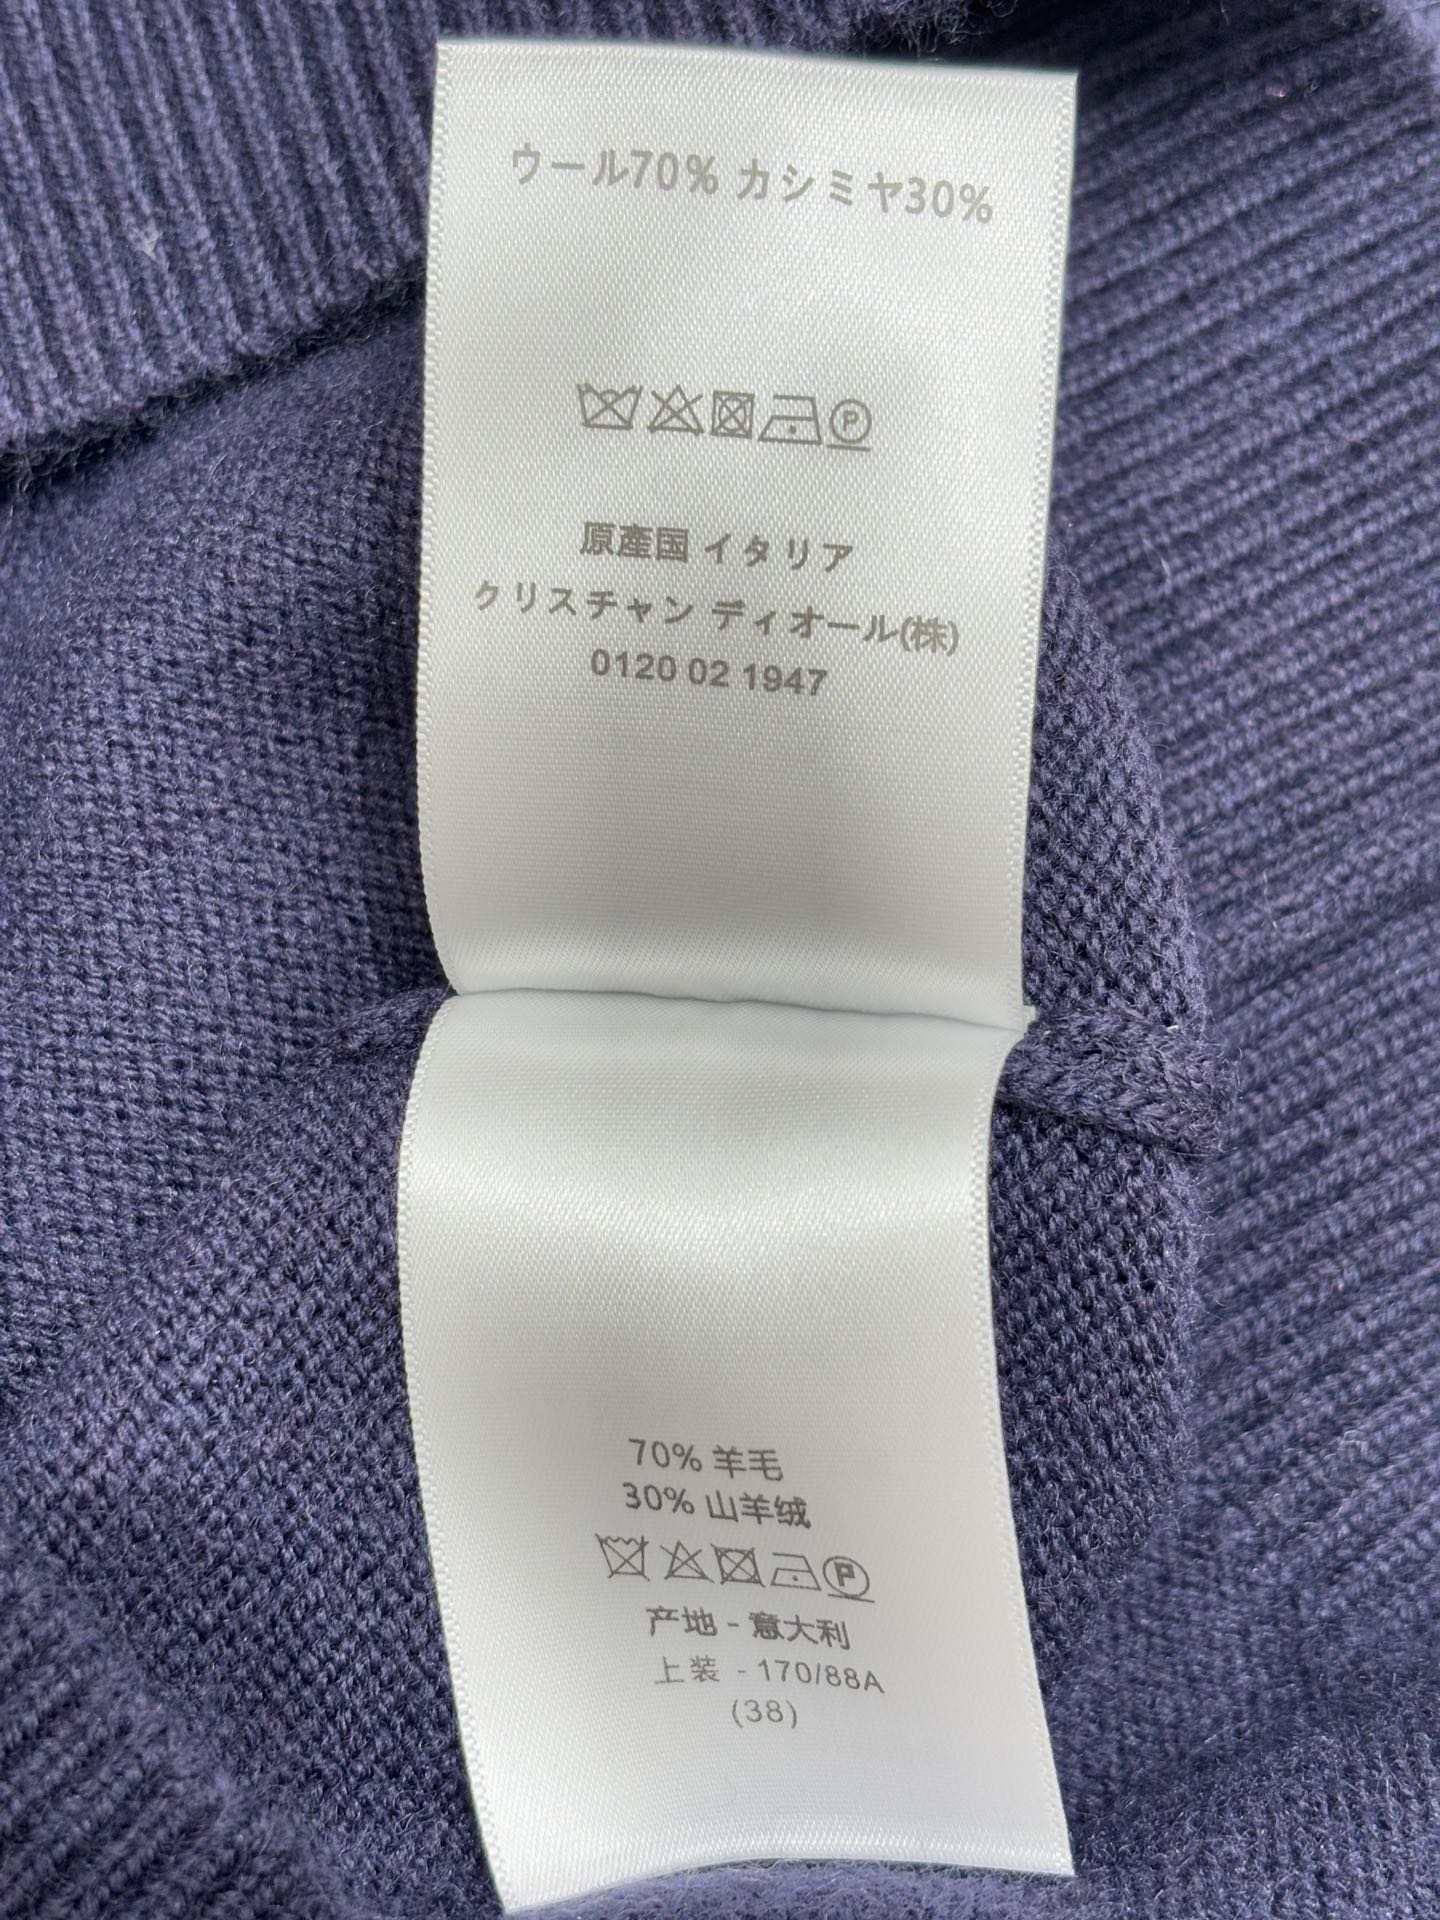 ウール70% カシミヤ30%
P
原産国 イタリア
クリスチャン ディオール(株)
0120 02 1947
70% 羊毛
30% 山羊绒
P
产地 - 意大利
上装 - 170/88A
(38)